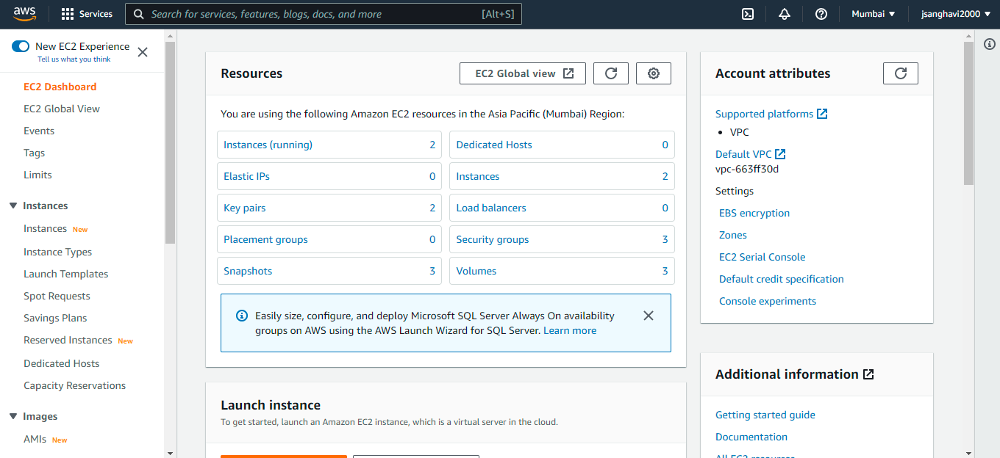 aws
Services
Search for services, features, blogs, docs, and more [Alt+S]
Mumbai
jsanghavi2000
New EC2 Experience
Tell us what you think
EC2 Dashboard
EC2 Global View
Events
Tags
Limits
Instances
Instances New
Instance Types
Launch Templates
Spot Requests
Savings Plans
Reserved Instances New
Dedicated Hosts
Capacity Reservations
Images
AMIs New
Resources
EC2 Global view
You are using the following Amazon EC2 resources in the Asia Pacific (Mumbai) Region:
Instances (running) 2
Dedicated Hosts 0
Elastic IPs 0
Instances 2
Key pairs 2
Load balancers 0
Placement groups 0
Security groups 3
Snapshots 3
Volumes 3
Easily size, configure, and deploy Microsoft SQL Server Always On availability
groups on AWS using the AWS Launch Wizard for SQL Server. Learn more
Launch instance
To get started, launch an Amazon EC2 instance, which is a virtual server in the cloud.
Account attributes
Supported platforms
• VPC
Default VPC
vpc-663ff30d
Settings
EBS encryption
Zones
EC2 Serial Console
Default credit specification
Console experiments
Additional information
Getting started guide
Documentation
All EC2 resources